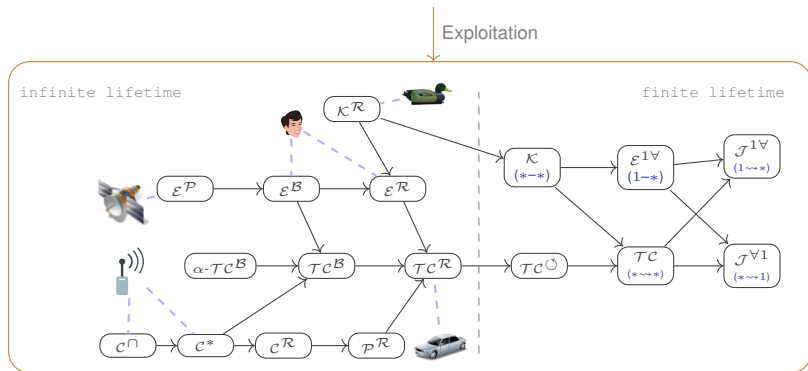 Exploitation
infinite lifetime
finite lifetime
𝒦^ℛ
𝒦
(*–*)
ℰ^{1∀}
(1–*)
𝒥^{1∀}
(1⇝*)
ℰ^𝒫
ℰ^ℬ
ℰ^ℛ
α-𝒯𝒞^ℬ
𝒯𝒞^ℬ
𝒯𝒞^ℛ
𝒯𝒞^↺
𝒯𝒞
(*⇝*)
𝒥^{∀1}
(*⇝1)
𝒞^∩
𝒞^*
𝒞^ℛ
𝒫^ℛ